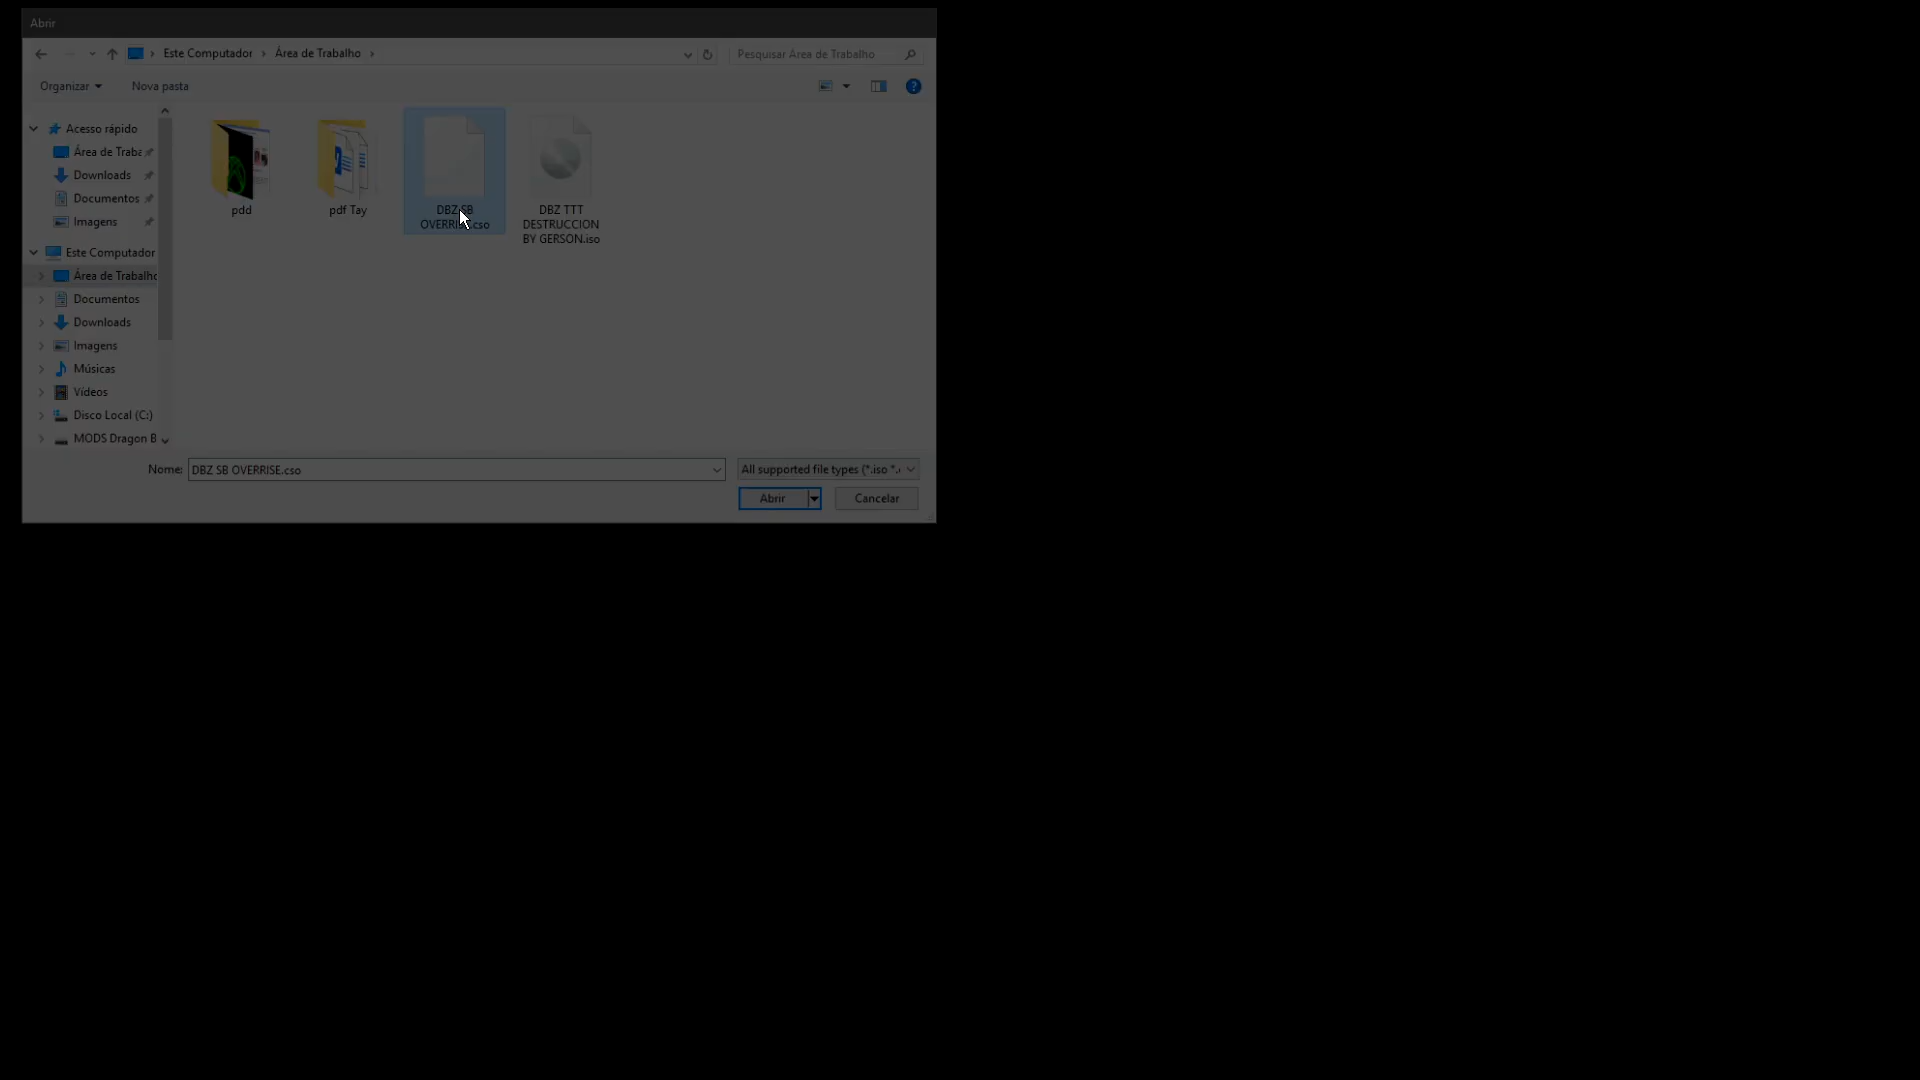 Abrir
Este Computador
Área de Trabalho
Pesquisar Área de Trabalho
Organizar
Nova pasta
Acesso rápido
Área de Traba
Downloads
Documentos
Imagens
Este Computador
Área de Trabalho
Documentos
Downloads
Imagens
Músicas
Vídeos
Disco Local (C:)
MODS Dragon B
pdd
pdf Tay
DBZ SB
OVERRISE.cso
DBZ TTT
DESTRUCCION
BY GERSON.iso
Nome:
DBZ SB OVERRISE.cso
All supported file types (*.iso *.
Abrir
Cancelar